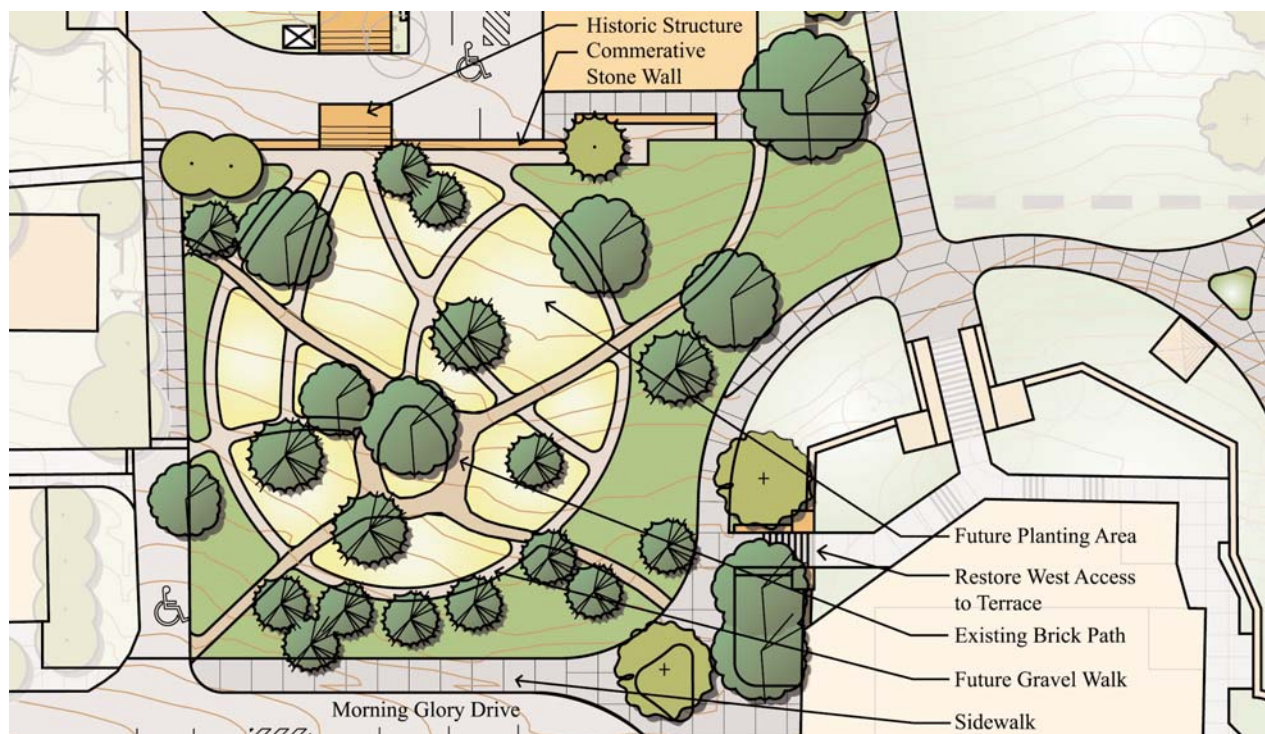 Historic Structure
Commerative
Stone Wall
Future Planting Area
Restore West Access
to Terrace
Existing Brick Path
Future Gravel Walk
Morning Glory Drive
Sidewalk